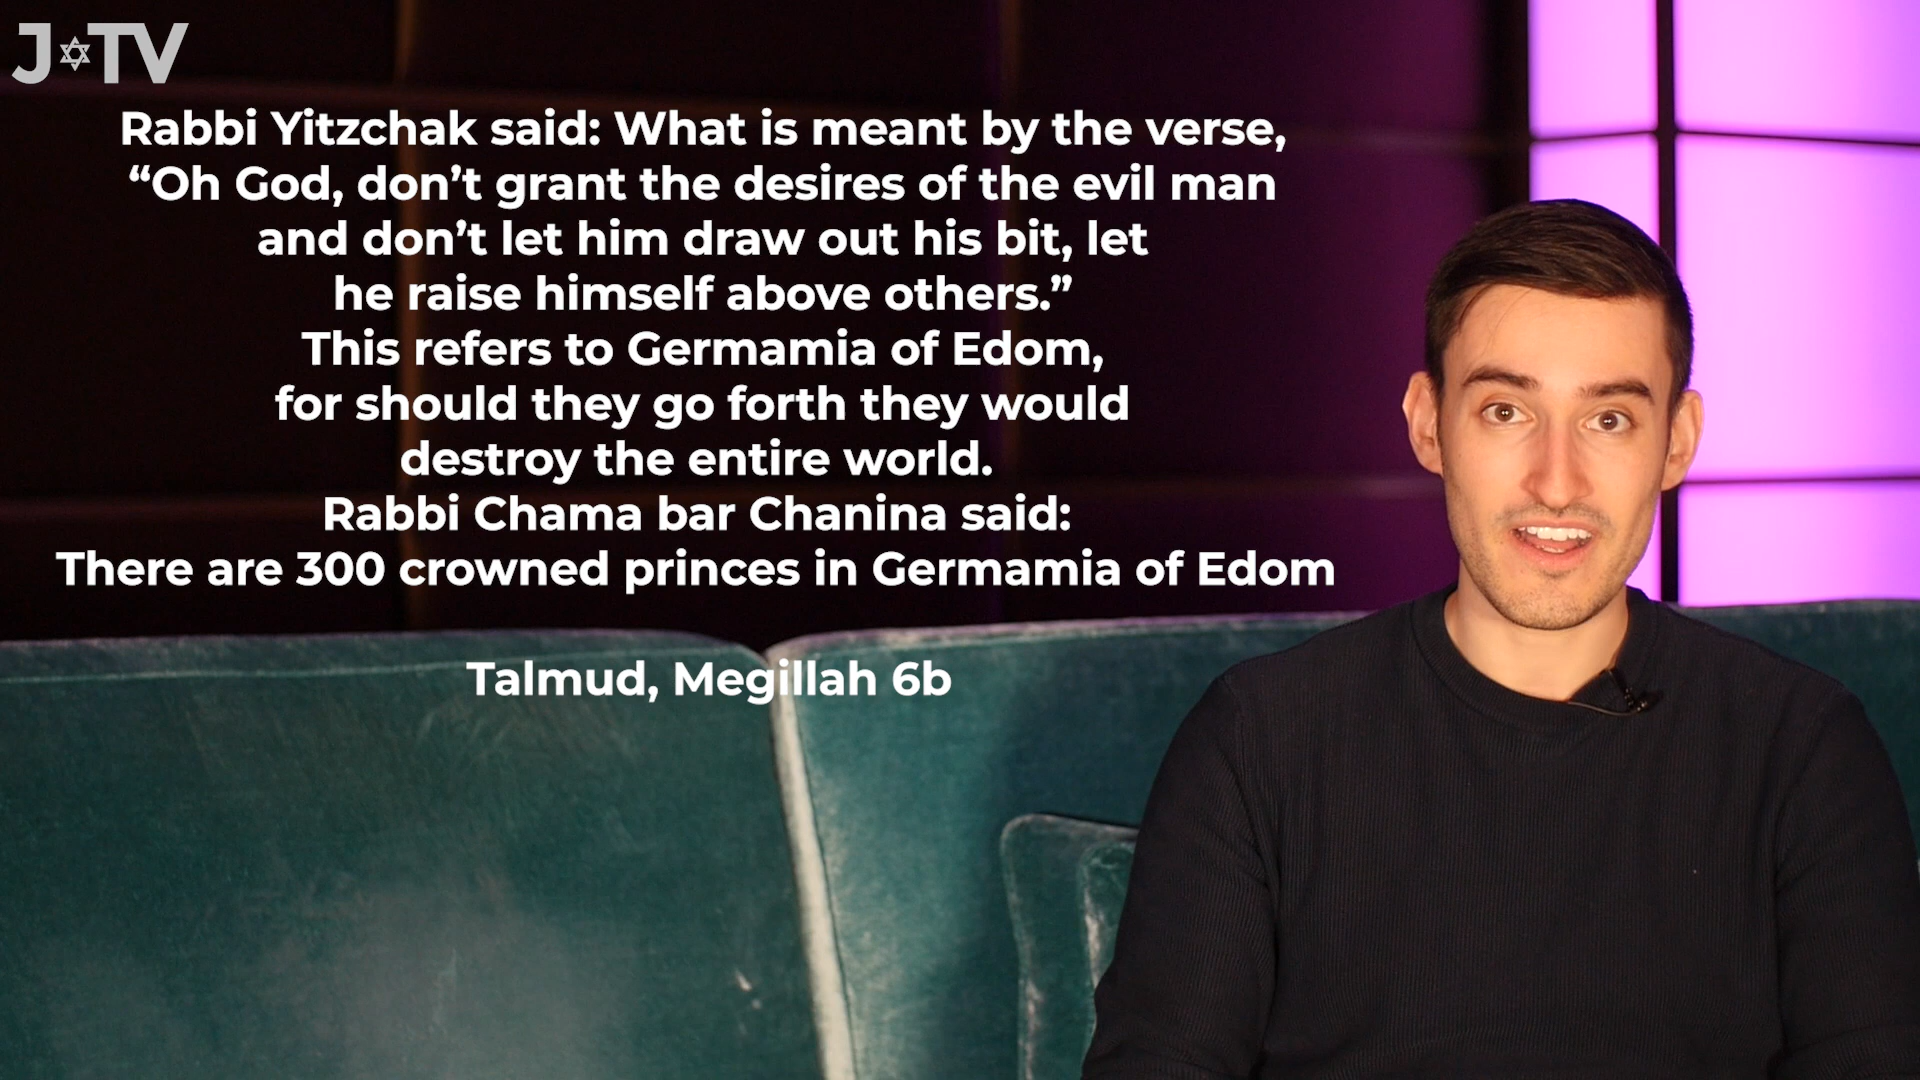 J✡TV
Rabbi Yitzchak said: What is meant by the verse,
“Oh God, don’t grant the desires of the evil man
and don’t let him draw out his bit, let
he raise himself above others.”
This refers to Germamia of Edom,
for should they go forth they would
destroy the entire world.
Rabbi Chama bar Chanina said:
There are 300 crowned princes in Germamia of Edom
Talmud, Megillah 6b